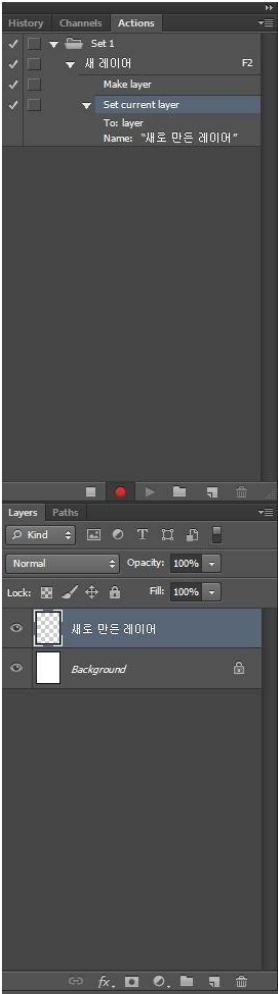 History Channels Actions
Set 1
새 레이어 F2
Make layer
Set current layer
To: layer
Name: "새로 만든 레이어"
Layers Paths
Kind T
Normal Opacity: 100%
Lock: Fill: 100%
새로 만든 레이어
Background
fx.